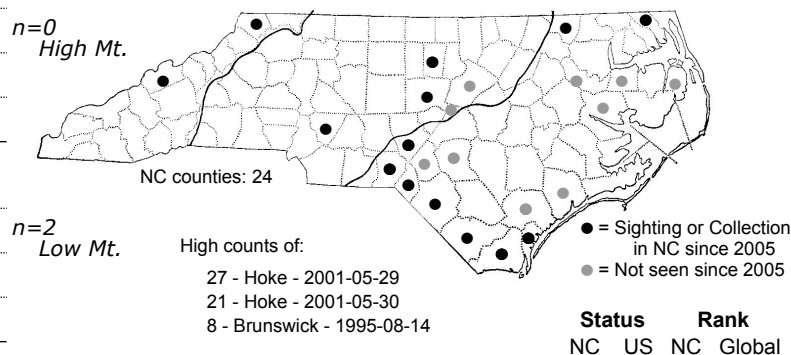 n=0
High Mt.
NC counties: 24
n=2
Low Mt.
High counts of:
27 - Hoke - 2001-05-29
21 - Hoke - 2001-05-30
8 - Brunswick - 1995-08-14
= Sighting or Collection
in NC since 2005
= Not seen since 2005
Status Rank
NC US NC Global